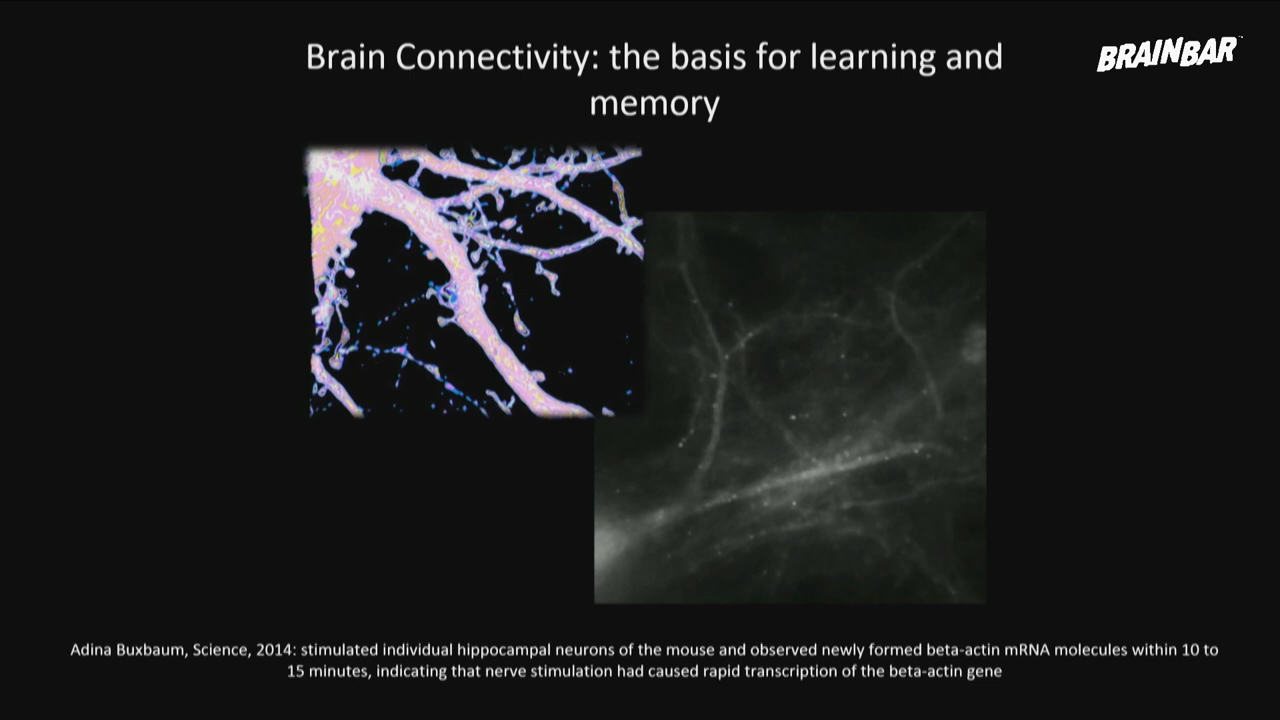 Brain Connectivity: the basis for learning and
memory
BRAINBAR
Adina Buxbaum, Science, 2014: stimulated individual hippocampal neurons of the mouse and observed newly formed beta-actin mRNA molecules within 10 to
15 minutes, indicating that nerve stimulation had caused rapid transcription of the beta-actin gene